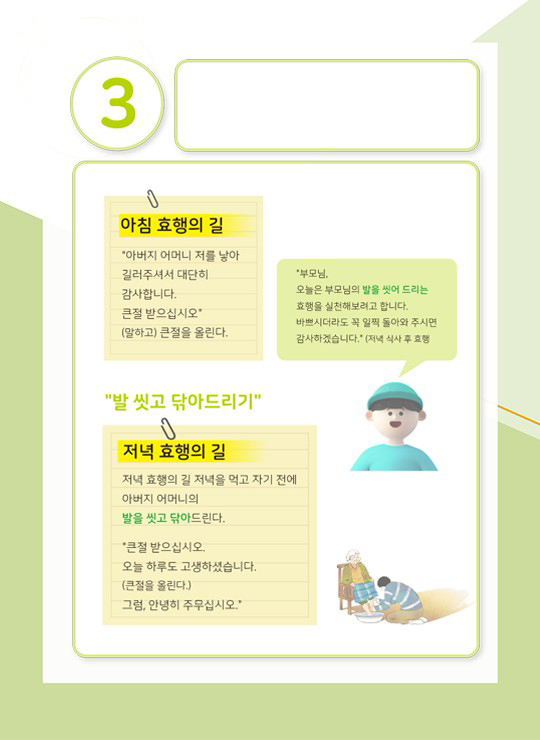 3
아침 효행의 길
"아버지 어머니 저를 낳아
길러주셔서 대단히
감사합니다.
큰절 받으십시오"
(말하고) 큰절을 올린다.
"부모님,
오늘은 부모님의 발을 씻어 드리는
효행을 실천해보려고 합니다.
바쁘시더라도 꼭 일찍 돌아와 주시면
감사하겠습니다." (저녁 식사 후 효행
"발 씻고 닦아드리기"
저녁 효행의 길
저녁 효행의 길 저녁을 먹고 자기 전에
아버지 어머니의
발을 씻고 닦아드린다.
"큰절 받으십시오.
오늘 하루도 고생하셨습니다.
(큰절을 올린다.)
그럼, 안녕히 주무십시오."